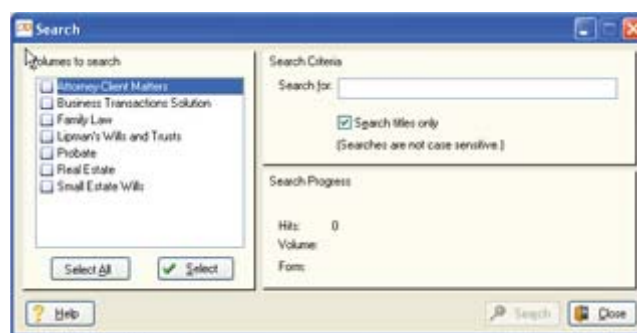 Search
Volumes to search
Attorney-Client Matters
Business Transactions Solution
Family Law
Lipman's Wills and Trusts
Probate
Real Estate
Small Estate Wills
Select All
Select
Search Criteria
Search for:
Search titles only
(Searches are not case sensitive.)
Search Progress
Hits: 0
Volume:
Form:
Help
Search
Close